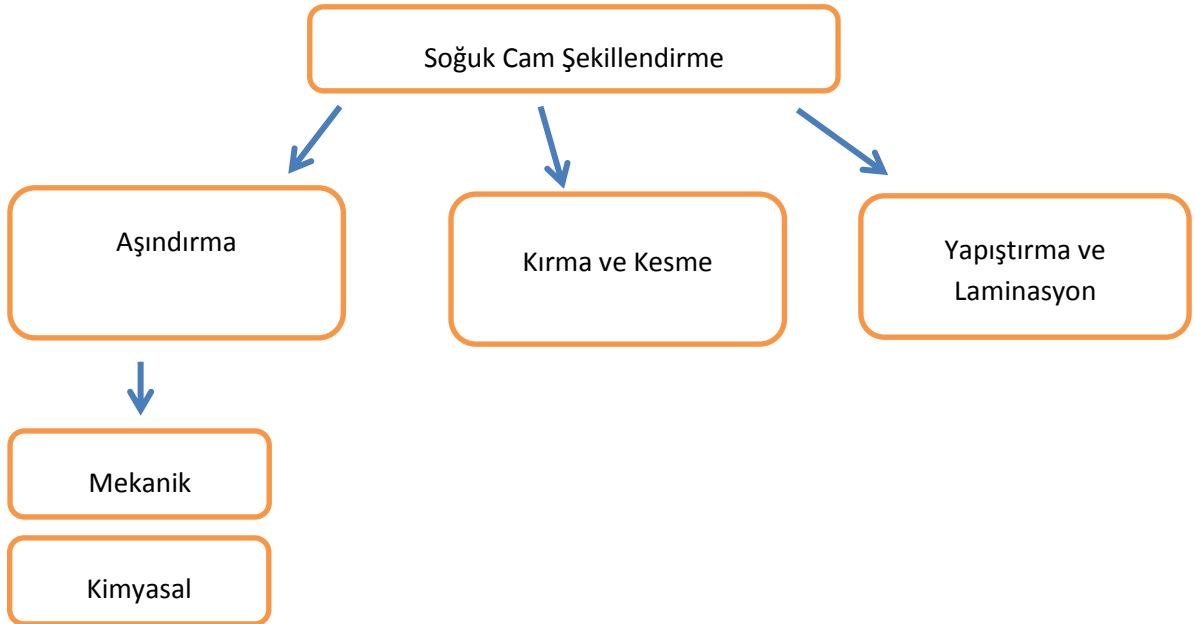 Soğuk Cam Şekillendirme
Aşındırma
Kırma ve Kesme
Yapıştırma ve
Laminasyon
Mekanik
Kimyasal